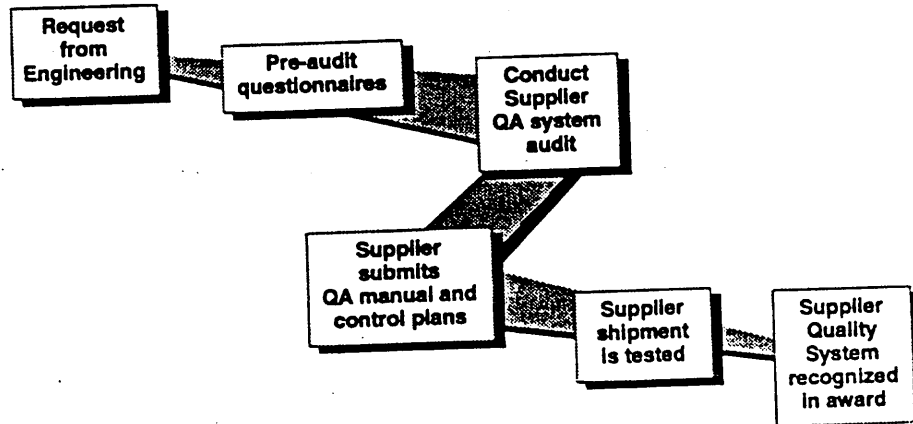 Request
from
Engineering
Pre-audit
questionnaires
Conduct
Supplier
QA system
audit
Supplier
submits
QA manual and
control plans
Supplier
shipment
is tested
Supplier
Quality
System
recognized
in award